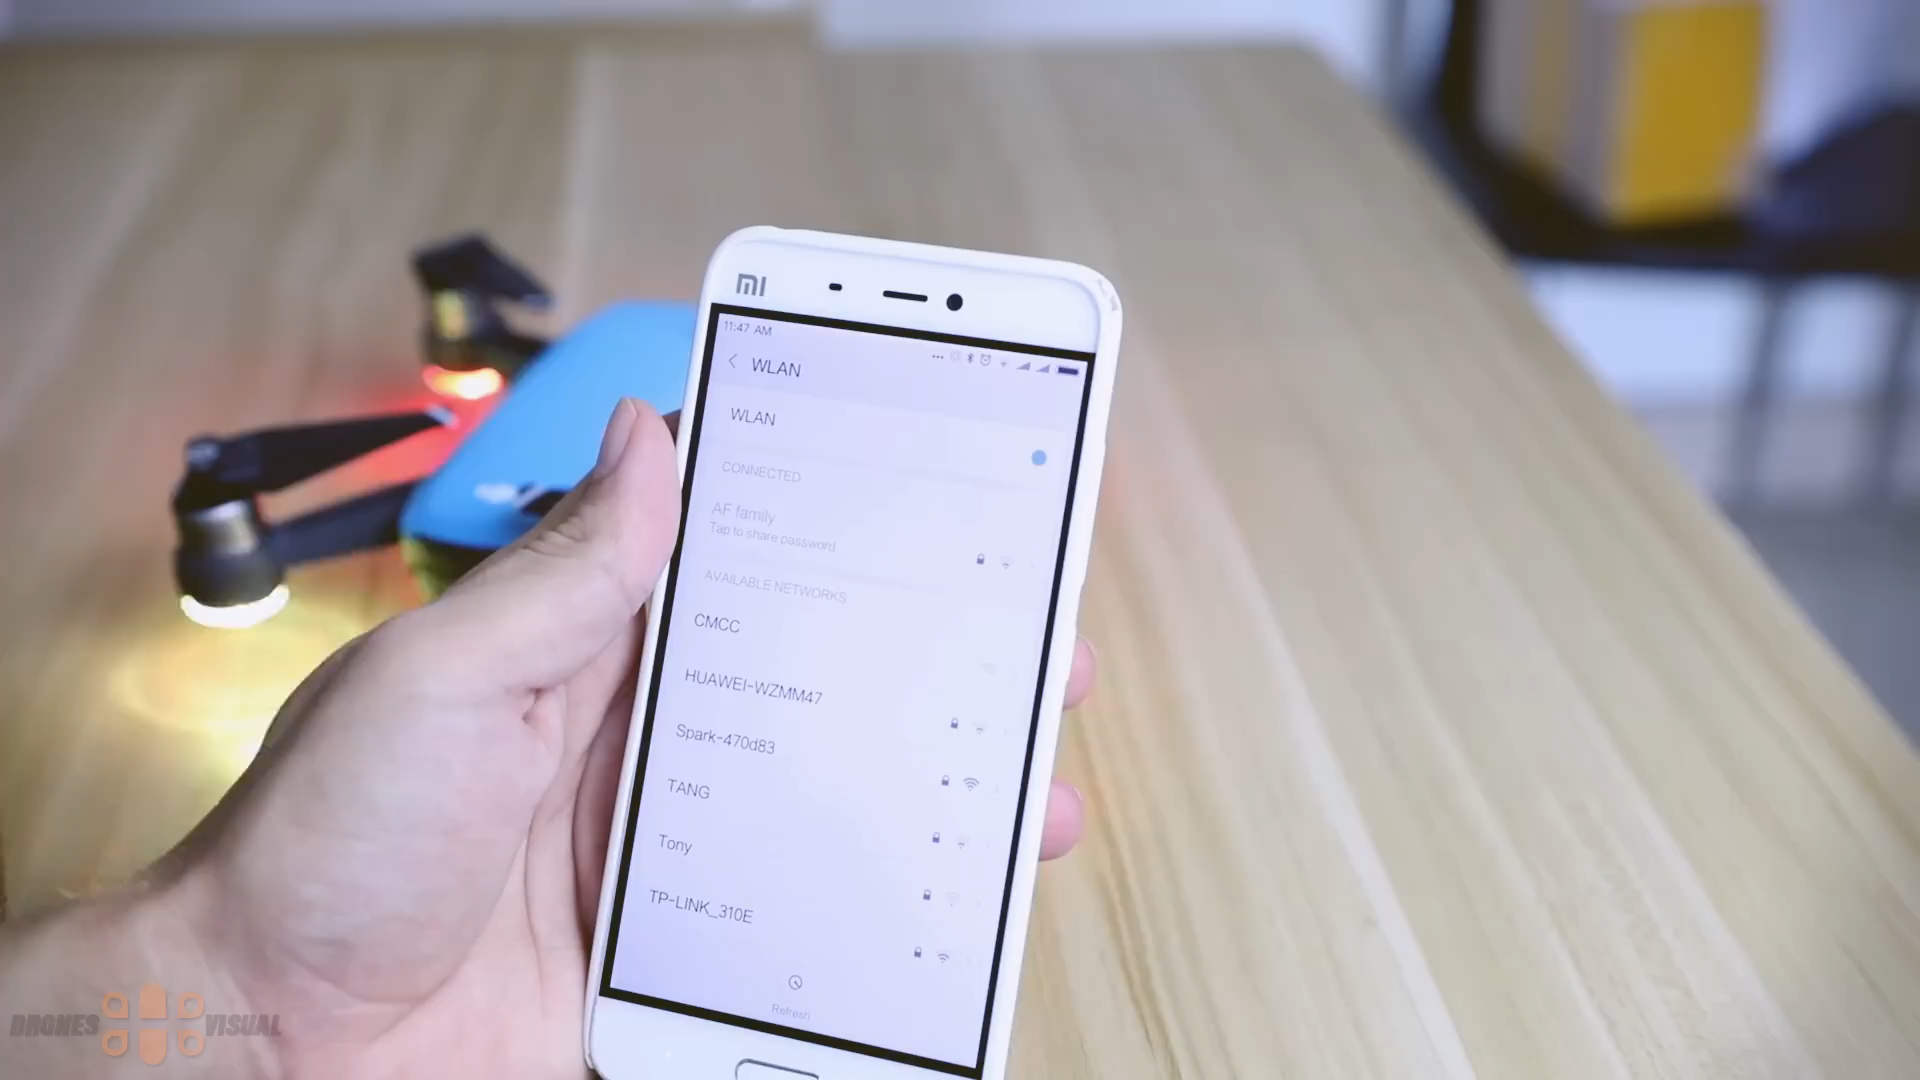 MI
11:47 AM
WLAN
WLAN
CONNECTED
AF family
Tap to share password
AVAILABLE NETWORKS
CMCC
HUAWEI-WZMM47
Spark-470d83
TANG
Tony
TP-LINK_310E
Refresh
DRONES VISUAL